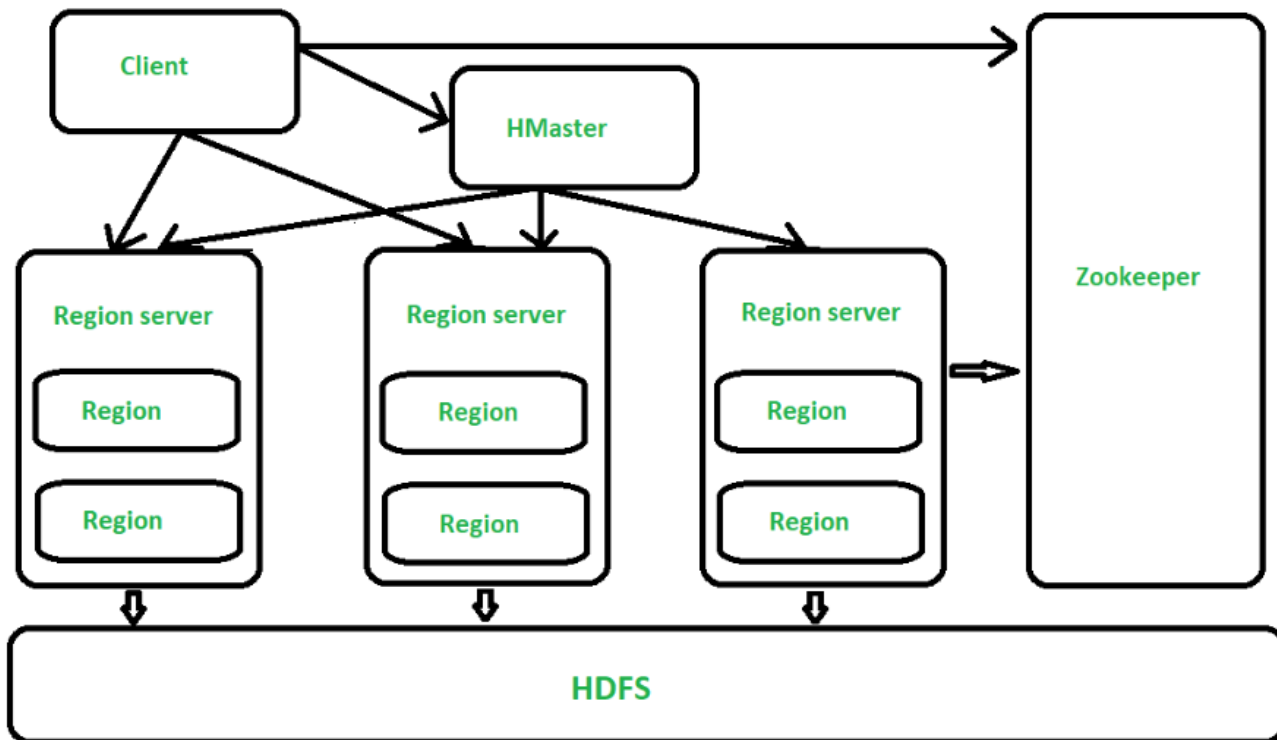 Client
HMaster
Zookeeper
Region server
Region
Region
Region server
Region
Region
Region server
Region
Region
HDFS